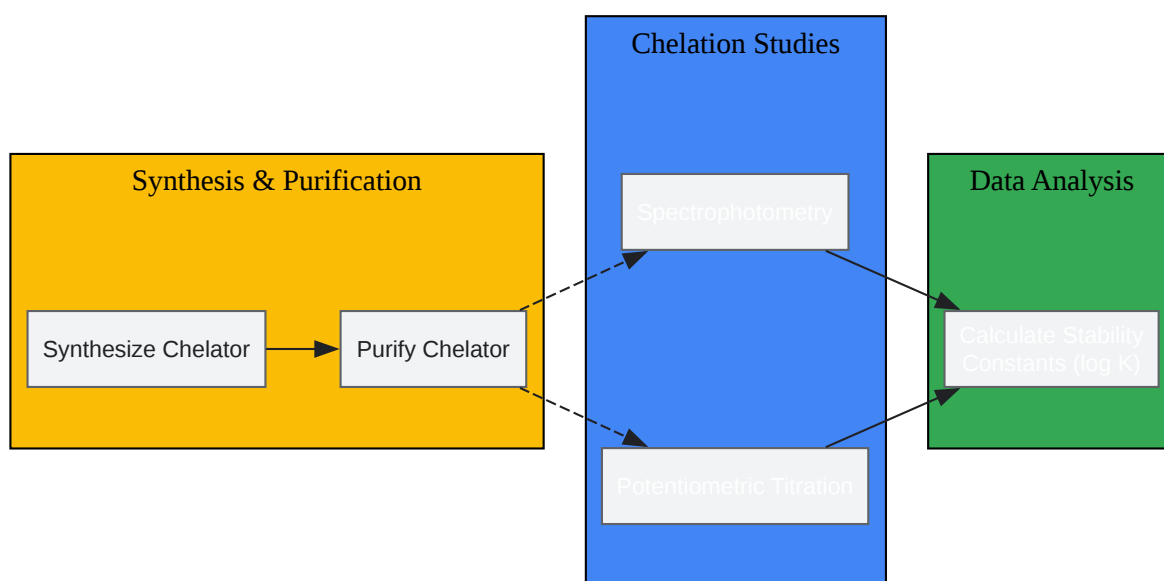 Synthesis & Purification
Synthesize Chelator
Purify Chelator
Chelation Studies
Spectrophotometry
Potentiometric Titration
Data Analysis
Calculate Stability
Constants (log K)